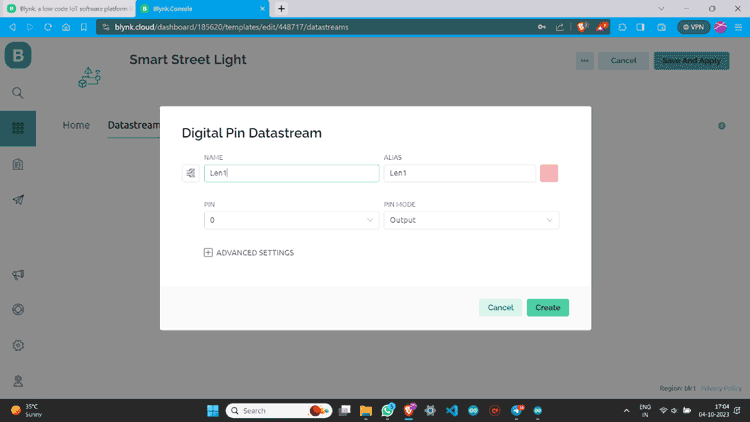 Blynk, a low-code IoT software platform
Blynk.Console
blynk.cloud/dashboard/185620/templates/edit/448717/datastreams
VPN
B
Smart Street Light
Cancel
Save And Apply
Home
Datastream
Digital Pin Datastream
NAME
ALIAS
Len1
Len1
PIN
PIN MODE
0
Output
ADVANCED SETTINGS
Cancel
Create
Region: blr1
Privacy Policy
35°C
Sunny
Search
ENG
IN
17:04
04-10-2023